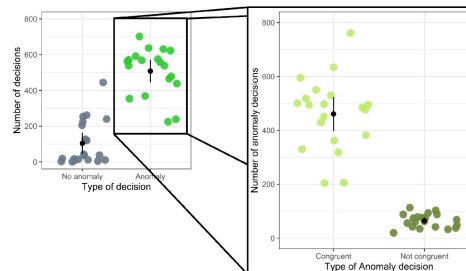 800
600
400
200
0
Number of decisions
No anomaly
Anomaly
Type of decision
800
600
400
200
0
Number of anomaly decisions
Congruent
Not congruent
Type of Anomaly decision